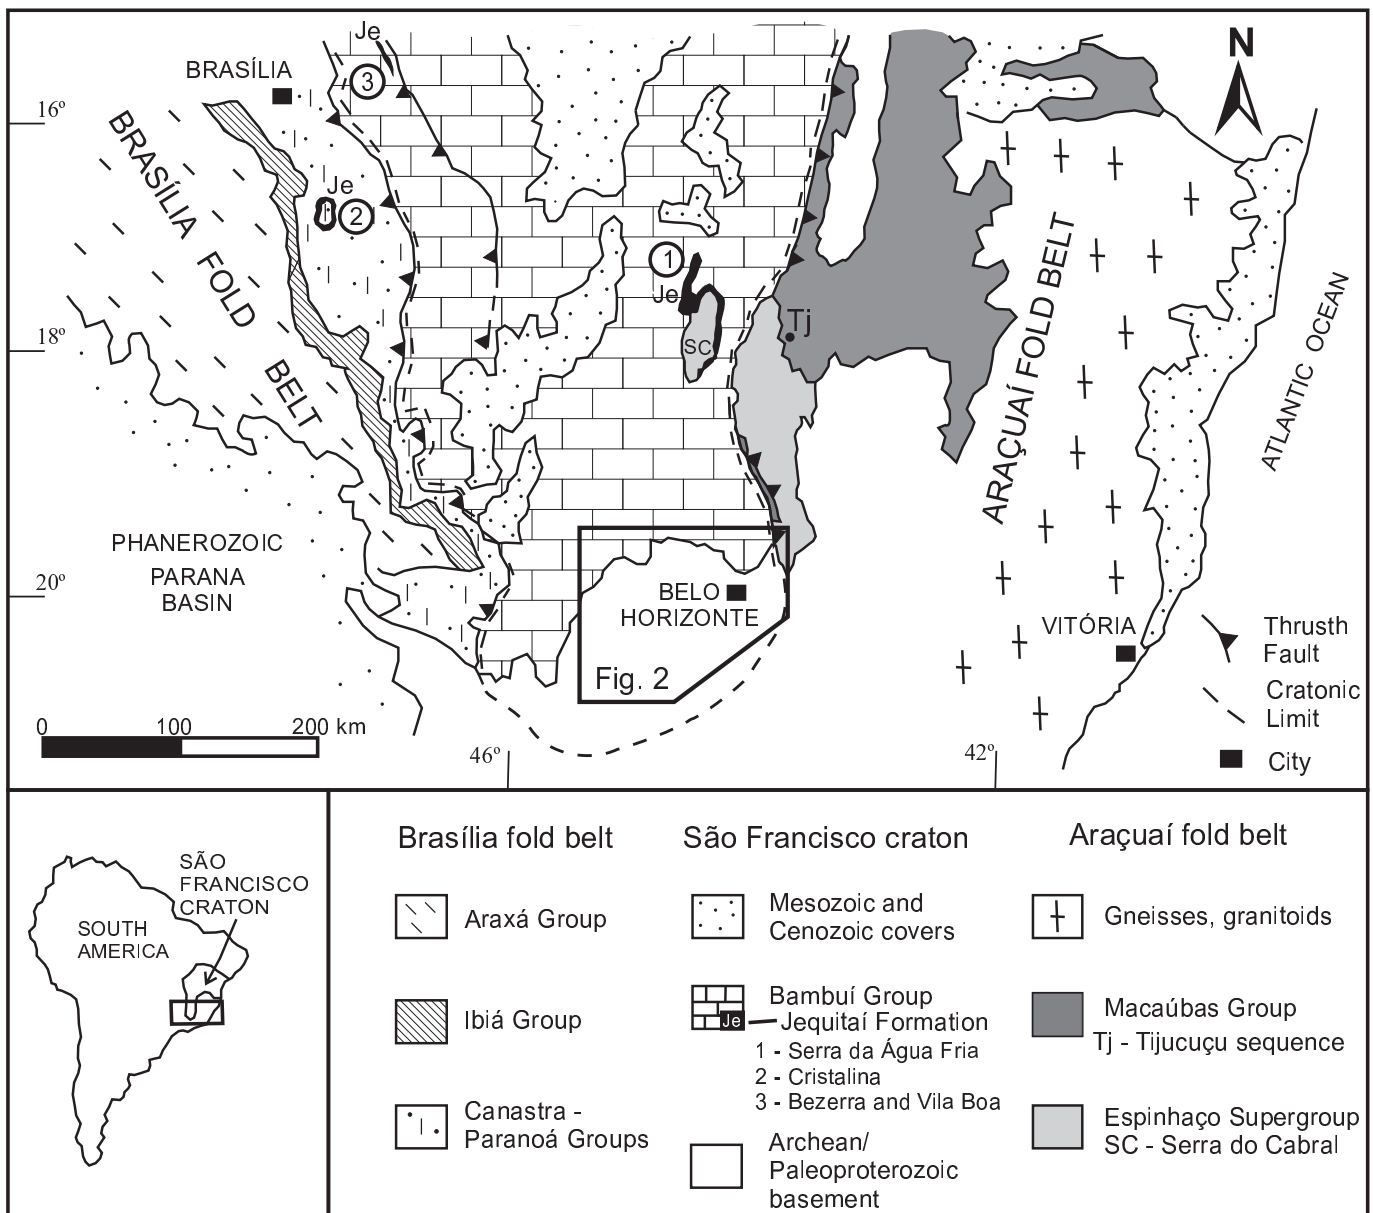 Je
BRASÍLIA
3
N
16º
BRASÍLIA FOLD BELT
Je
2
1
Je
SC
Tj
ARAÇUAÍ FOLD BELT
ATLANTIC OCEAN
18º
PHANEROZOIC
PARANA
BASIN
20º
BELO
HORIZONTE
Fig. 2
VITÓRIA
Thrusth
Fault
Cratonic
Limit
City
0 100 200 km
46º
42º
SÃO
FRANCISCO
CRATON
SOUTH
AMERICA
Brasília fold belt
Araxá Group
Ibiá Group
Canastra -
Paranoá Groups
São Francisco craton
Mesozoic and
Cenozoic covers
Bambuí Group
Je
Jequitaí Formation
1 - Serra da Água Fria
2 - Cristalina
3 - Bezerra and Vila Boa
Archean/
Paleoproterozoic
basement
Araçuaí fold belt
Gneisses, granitoids
Macaúbas Group
Tj - Tijucuçu sequence
Espinhaço Supergroup
SC - Serra do Cabral